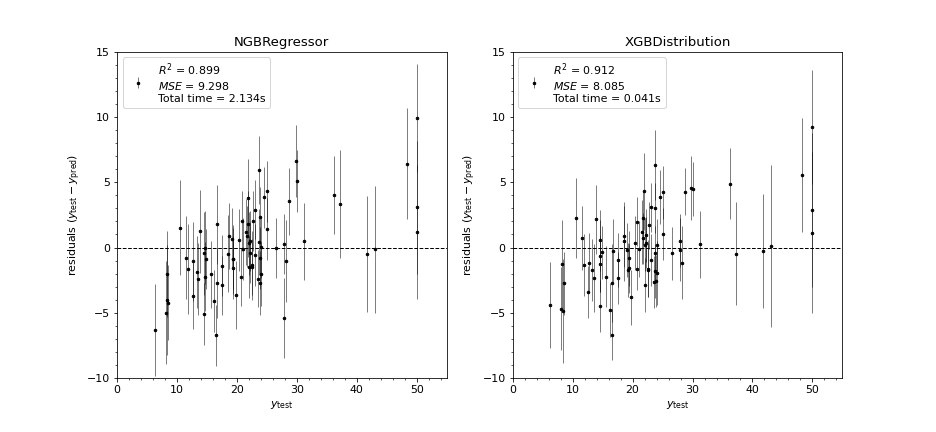 NGBRegressor
R² = 0.899
MSE = 9.298
Total time = 2.134s
residuals (y_test − y_pred)
15
10
5
0
−5
−10
0 10 20 30 40 50
y_test
XGBDistribution
R² = 0.912
MSE = 8.085
Total time = 0.041s
residuals (y_test − y_pred)
15
10
5
0
−5
−10
0 10 20 30 40 50
y_test